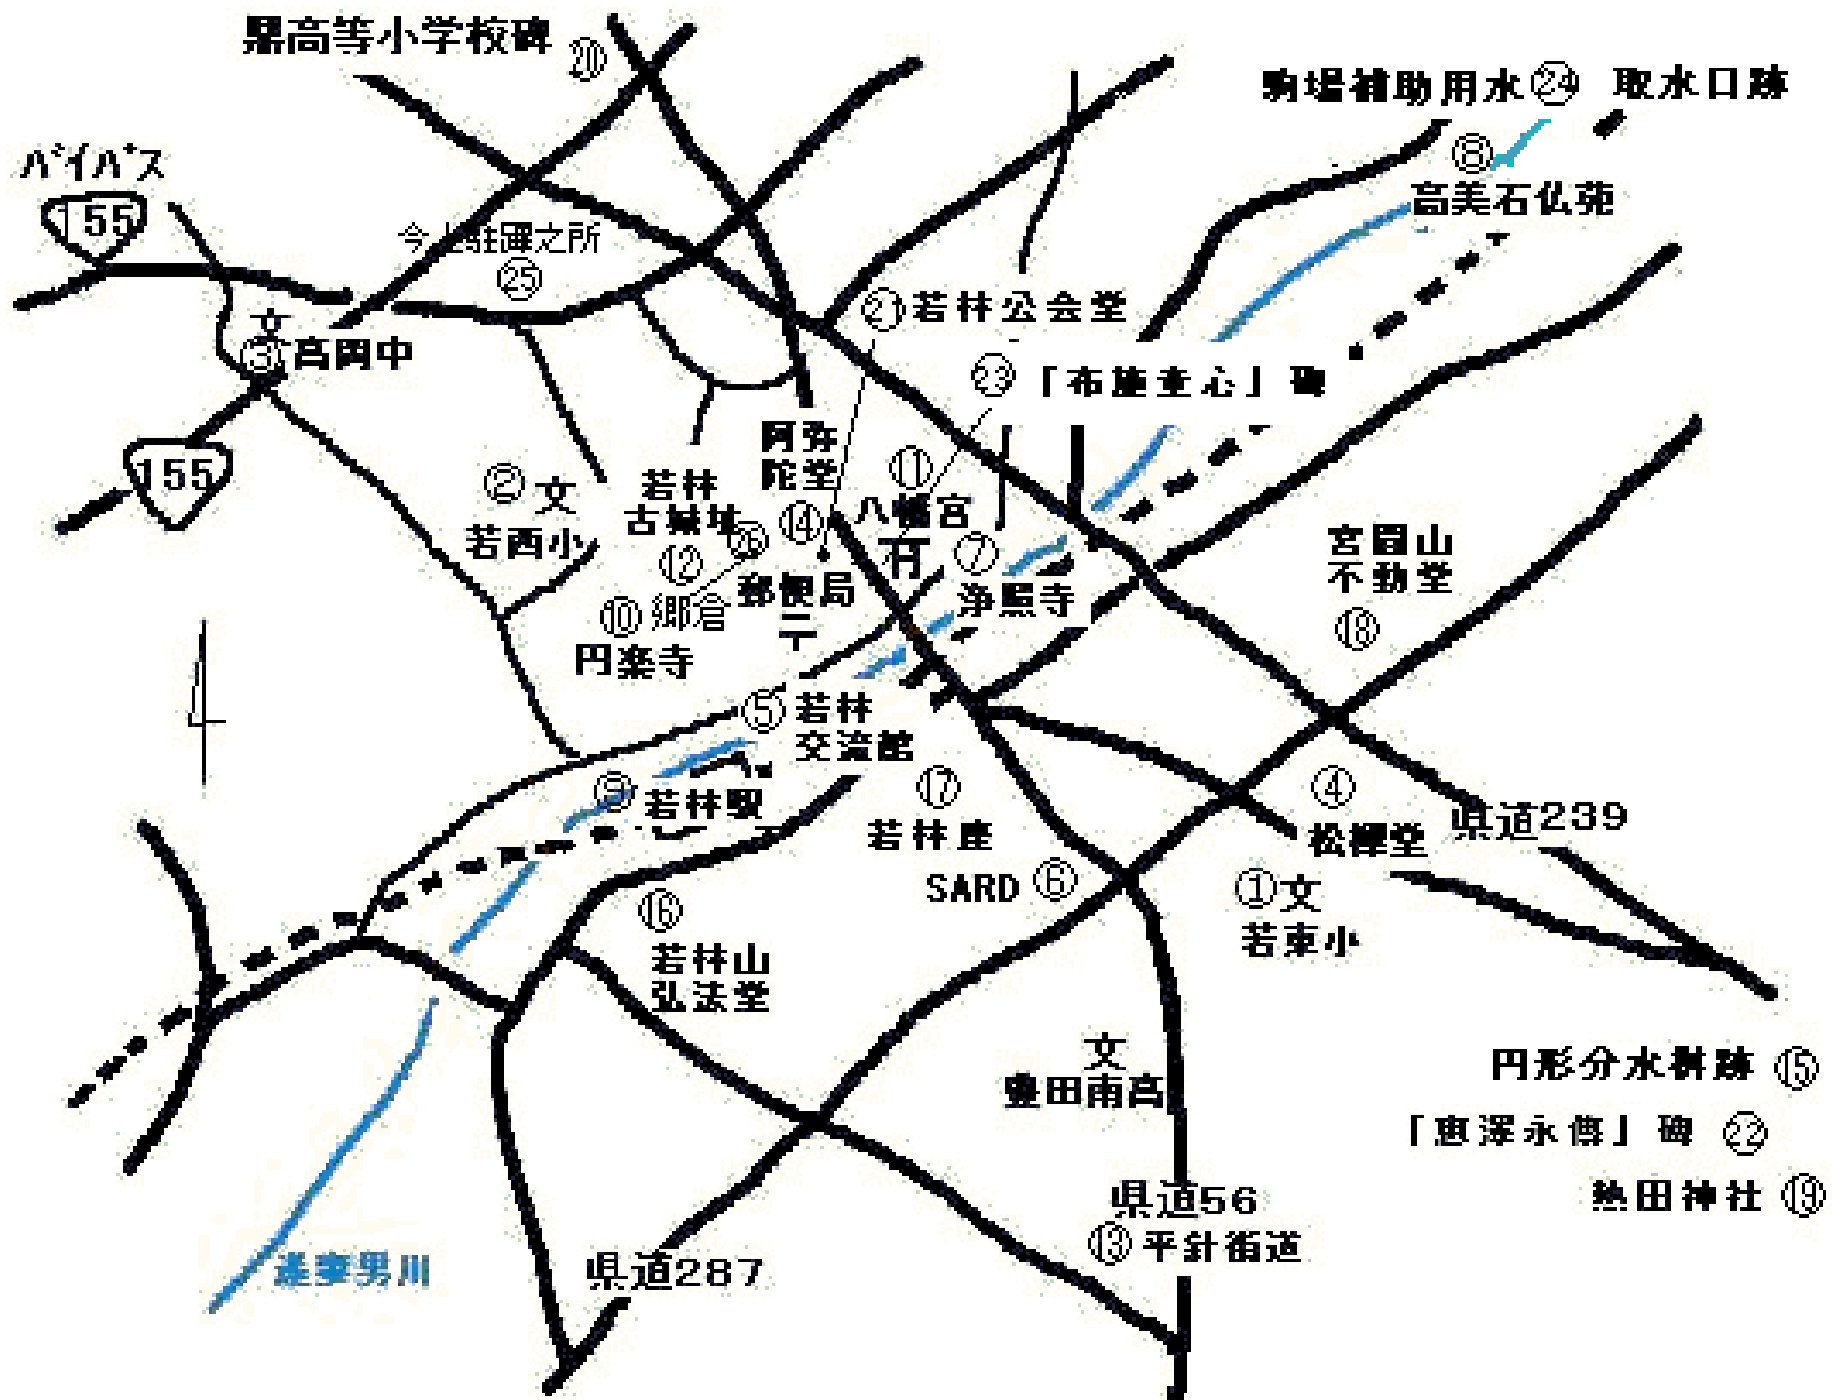 高等小学校碑 ⑳
駒場補助用水 ㉔ 取水口跡
バイパス
155
⑧
高美石仏苑
今上駐蹕之所
㉕
㉑ 若林公会堂
文
③ 高岡中
㉓ 「布施童心」碑
155
阿弥
陀堂
⑪
八幡宮
② 文
若西小
若林
古城址
㉖
⑭
⑫
⑦
浄照寺
宮圓山
不動堂
⑱
郵便局
〒
⑩ 郷倉
円楽寺
⑤ 若林
交流館
⑨ 若林駅
⑰
若林座
④
松禪堂
県道239
SARD ⑥
① 文
若東小
⑯
若林山
弘法堂
文
豊田南高
円形分水桝跡 ⑮
「恵澤永傳」碑 ㉒
熱田神社 ⑲
県道56
⑬ 平針街道
逢妻男川
県道287